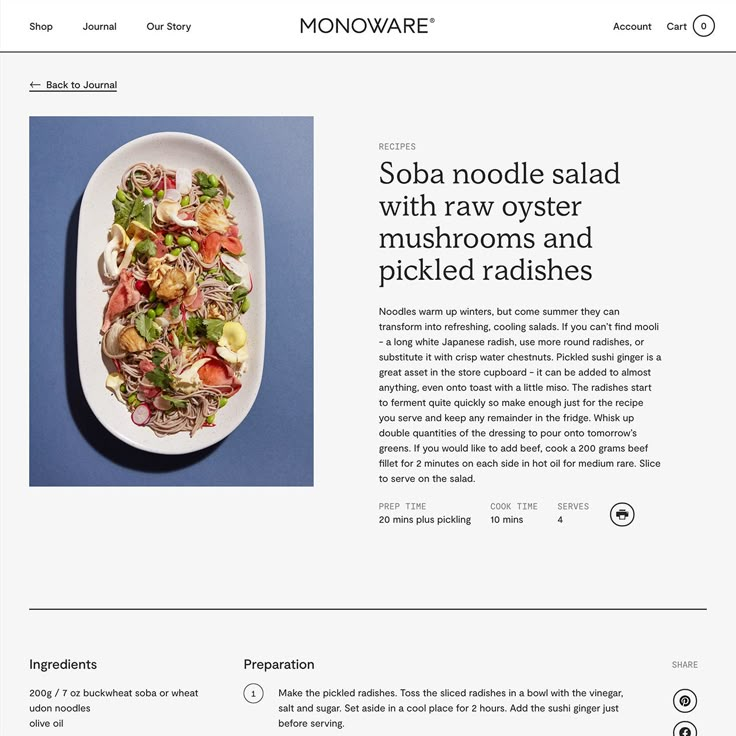 Shop
Journal
Our Story
MONOWARE®
Account
Cart
0
← Back to Journal
RECIPES
Soba noodle salad
with raw oyster
mushrooms and
pickled radishes
Noodles warm up winters, but come summer they can
transform into refreshing, cooling salads. If you can't find mooli
– a long white Japanese radish, use more round radishes, or
substitute it with crisp water chestnuts. Pickled sushi ginger is a
great asset in the store cupboard – it can be added to almost
anything, even onto toast with a little miso. The radishes start
to ferment quite quickly so make enough just for the recipe
you serve and keep any remainder in the fridge. Whisk up
double quantities of the dressing to pour onto tomorrow's
greens. If you would like to add beef, cook a 200 grams beef
fillet for 2 minutes on each side in hot oil for medium rare. Slice
to serve on the salad.
PREP TIME
20 mins plus pickling
COOK TIME
10 mins
SERVES
4
Ingredients
200g / 7 oz buckwheat soba or wheat
udon noodles
olive oil
Preparation
1
Make the pickled radishes. Toss the sliced radishes in a bowl with the vinegar,
salt and sugar. Set aside in a cool place for 2 hours. Add the sushi ginger just
before serving.
SHARE